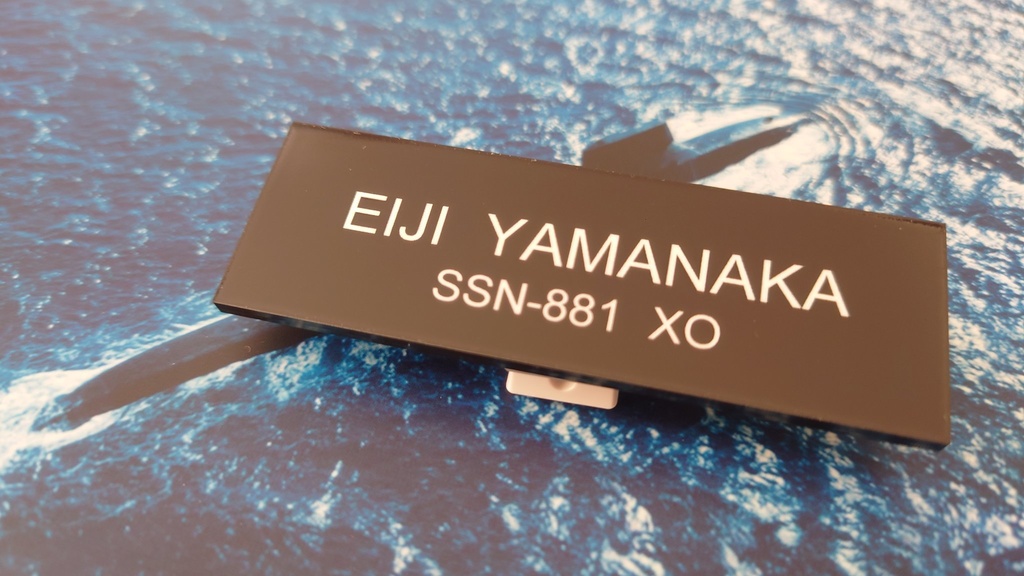 EIJI YAMANAKA
SSN-881 XO